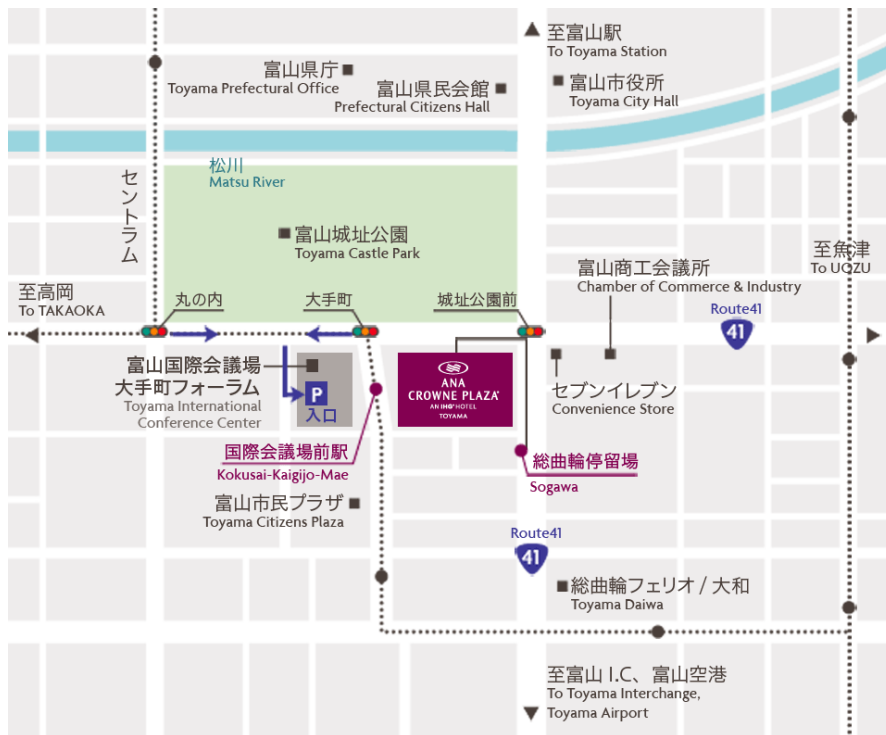 至富山駅
To Toyama Station
富山県庁
Toyama Prefectural Office
富山県民会館
Prefectural Citizens Hall
富山市役所
Toyama City Hall
松川
Matsu River
セントラム
富山城址公園
Toyama Castle Park
至魚津
To UOZU
富山商工会議所
Chamber of Commerce & Industry
至高岡
To TAKAOKA
丸の内
大手町
城址公園前
Route41
41
富山国際会議場
大手町フォーラム
Toyama International
Conference Center
P
入口
ANA
CROWNE PLAZA
AN IHG HOTEL
TOYAMA
セブンイレブン
Convenience Store
国際会議場前駅
Kokusai-Kaigijo-Mae
総曲輪停留場
Sogawa
富山市民プラザ
Toyama Citizens Plaza
Route41
41
総曲輪フェリオ / 大和
Toyama Daiwa
至富山 I.C、富山空港
To Toyama Interchange,
Toyama Airport